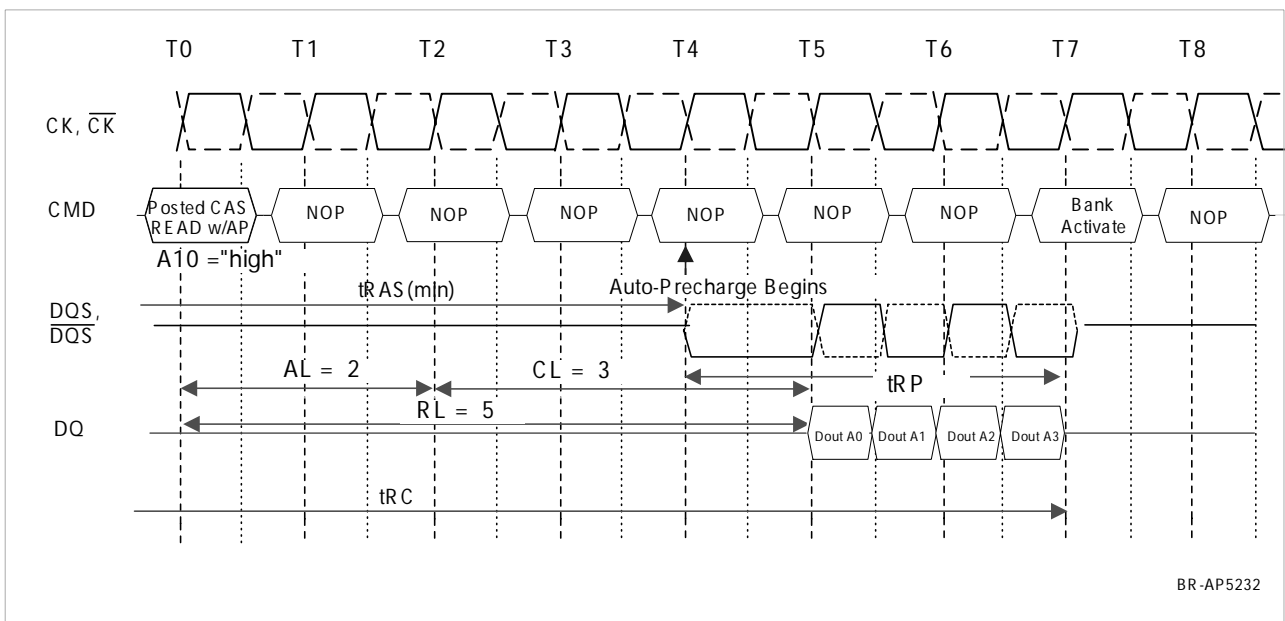 T0 T1 T2 T3 T4 T5 T6 T7 T8
CK, CK
CMD
Posted CAS
READ w/AP
NOP
NOP
NOP
NOP
NOP
NOP
Bank
Activate
NOP
A10 ="high"
tRAS(min)
Auto-Precharge Begins
DQS,
DQS
AL = 2
CL = 3
tRP
RL = 5
DQ
Dout A0
Dout A1
Dout A2
Dout A3
tRC
BR-AP5232